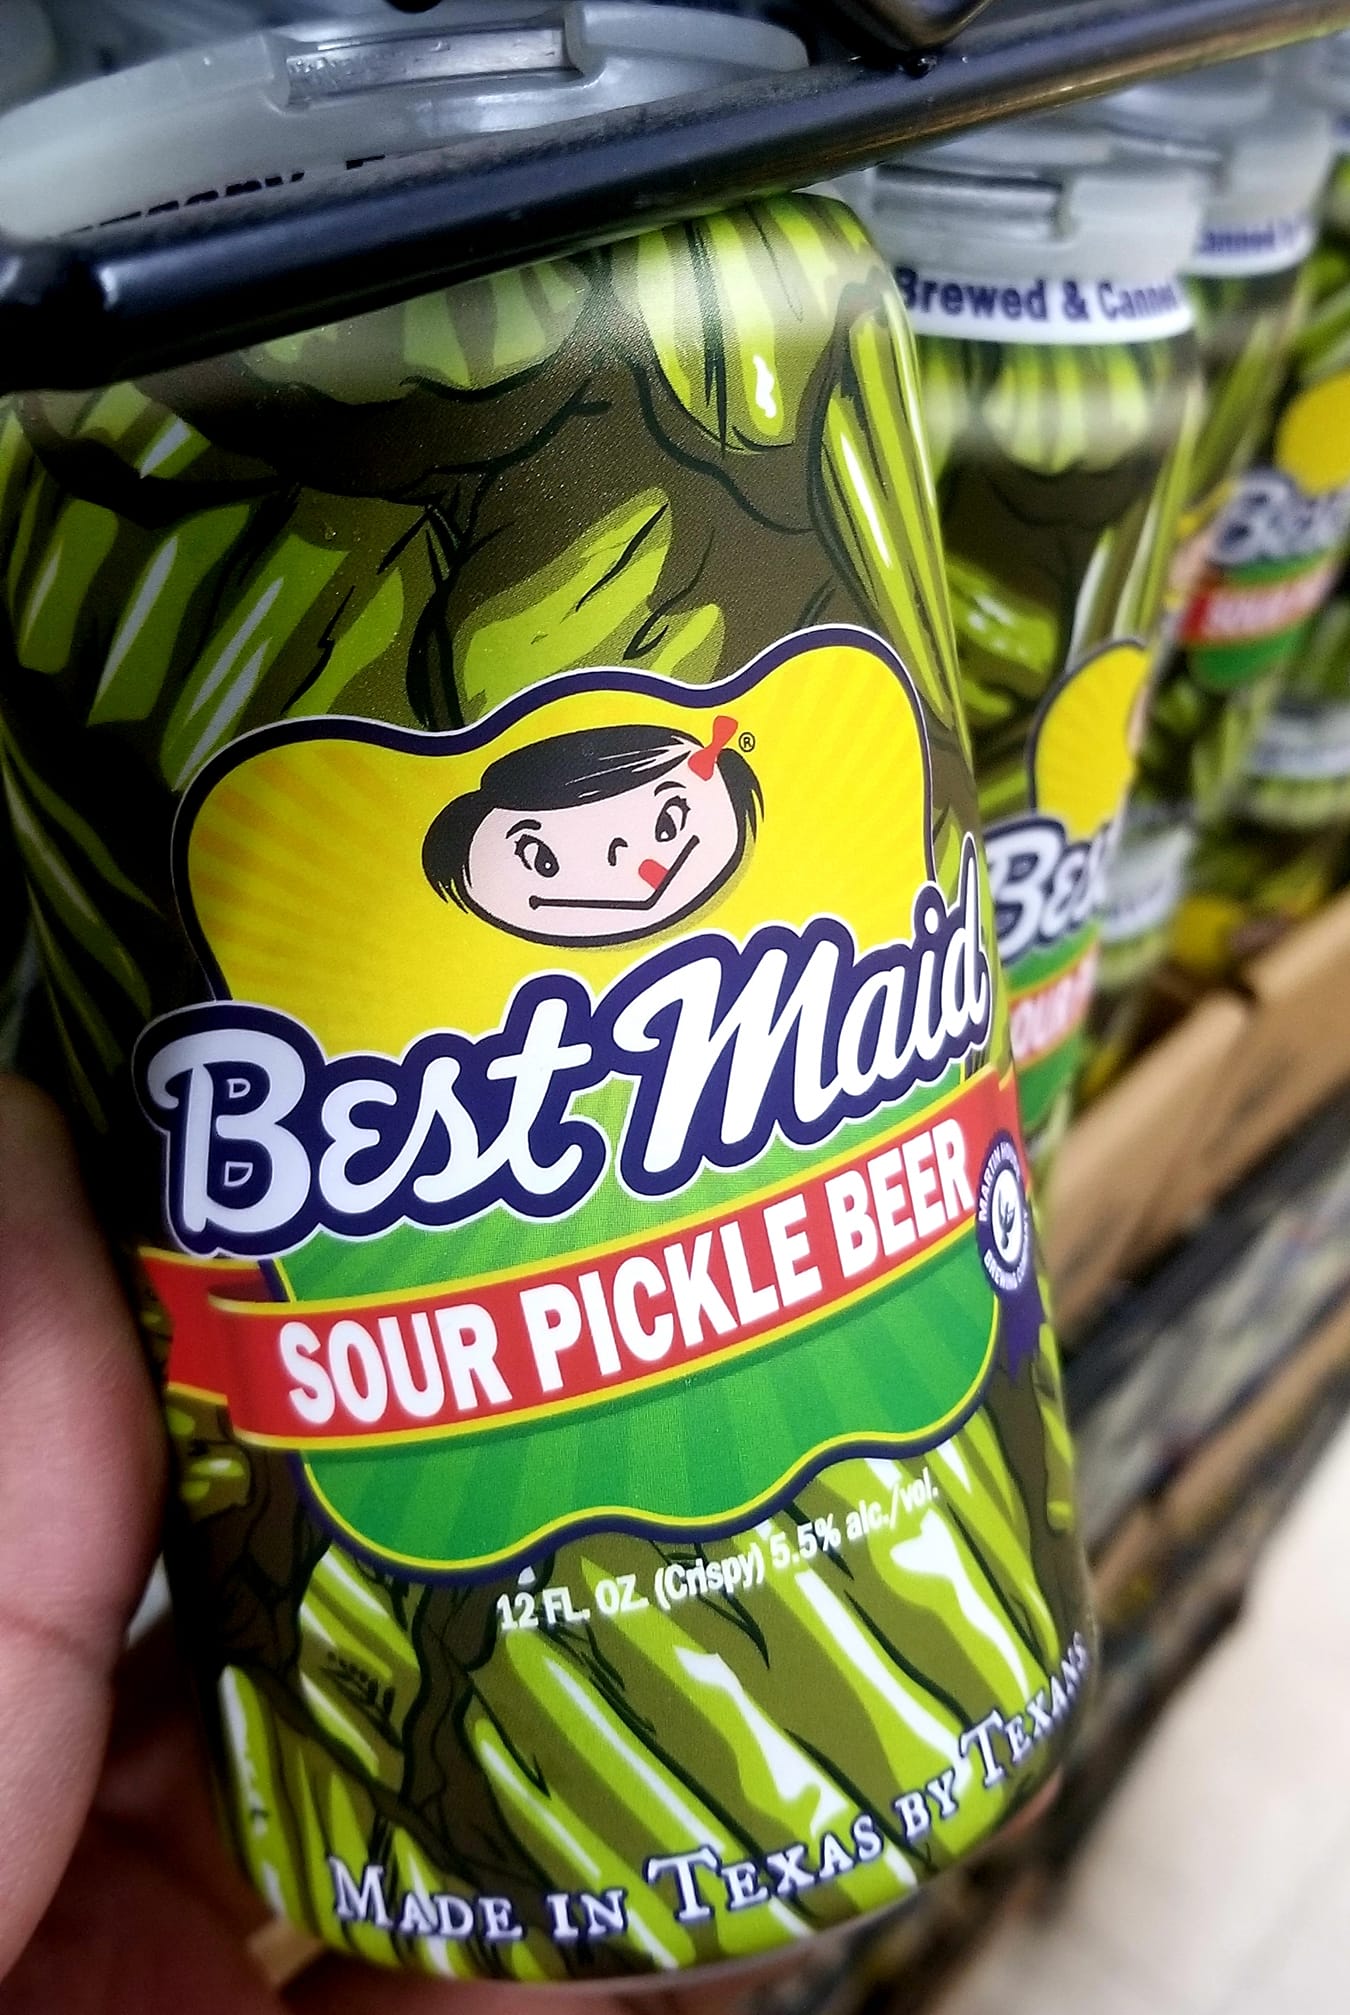 Brewed & Canned
®
Best Maid
SOUR PICKLE BEER
12 FL. OZ. (Crispy) 5.5% alc./vol.
MADE IN TEXAS BY TEXANS
Best